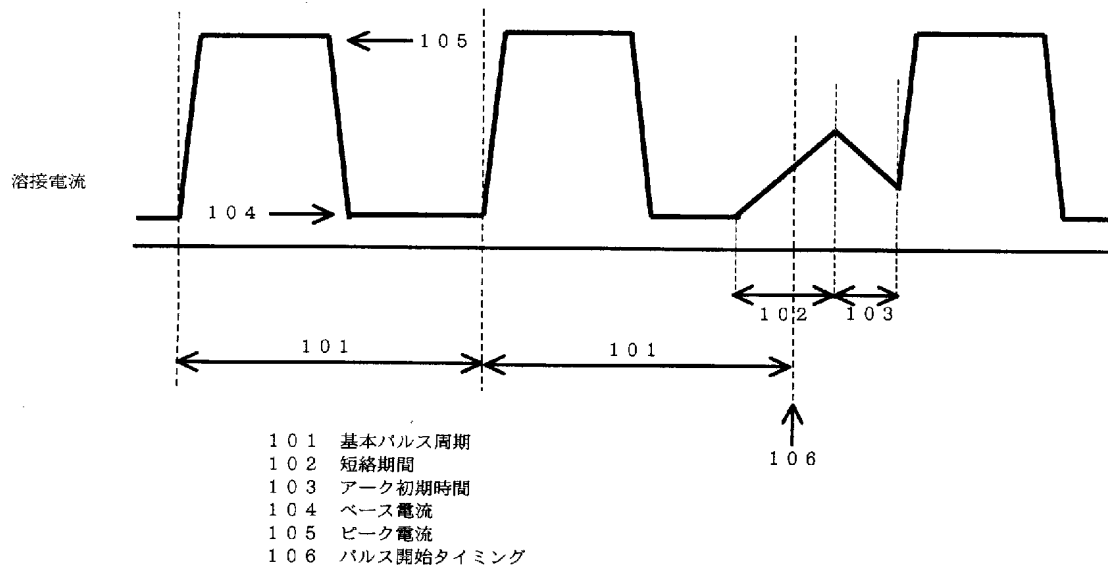 105
溶接電流
104
102
103
101
101
106
101 基本パルス周期
102 短絡期間
103 アーク初期時間
104 ベース電流
105 ピーク電流
106 パルス開始タイミング